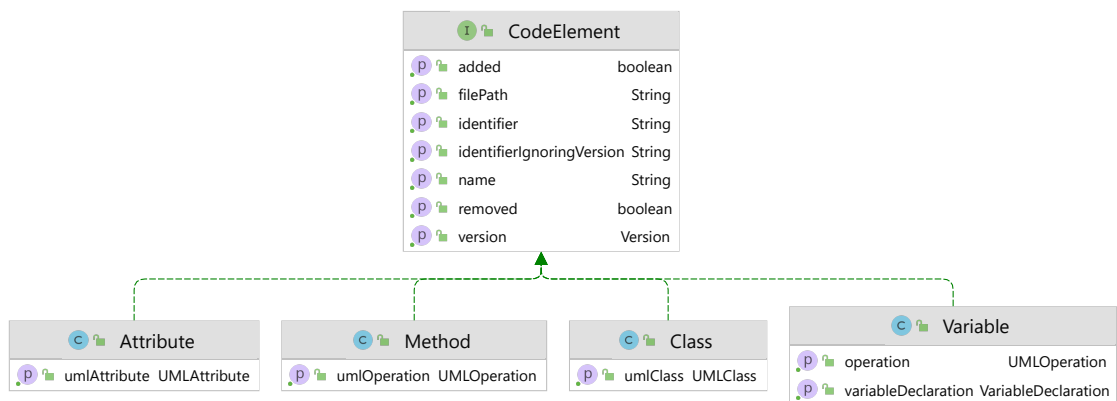 I CodeElement
p added boolean
p filePath String
p identifier String
p identifierIgnoringVersion String
p name String
p removed boolean
p version Version
C Attribute
p umlAttribute UMLAttribute
C Method
p umlOperation UMLOperation
C Class
p umlClass UMLClass
C Variable
p operation UMLOperation
p variableDeclaration VariableDeclaration